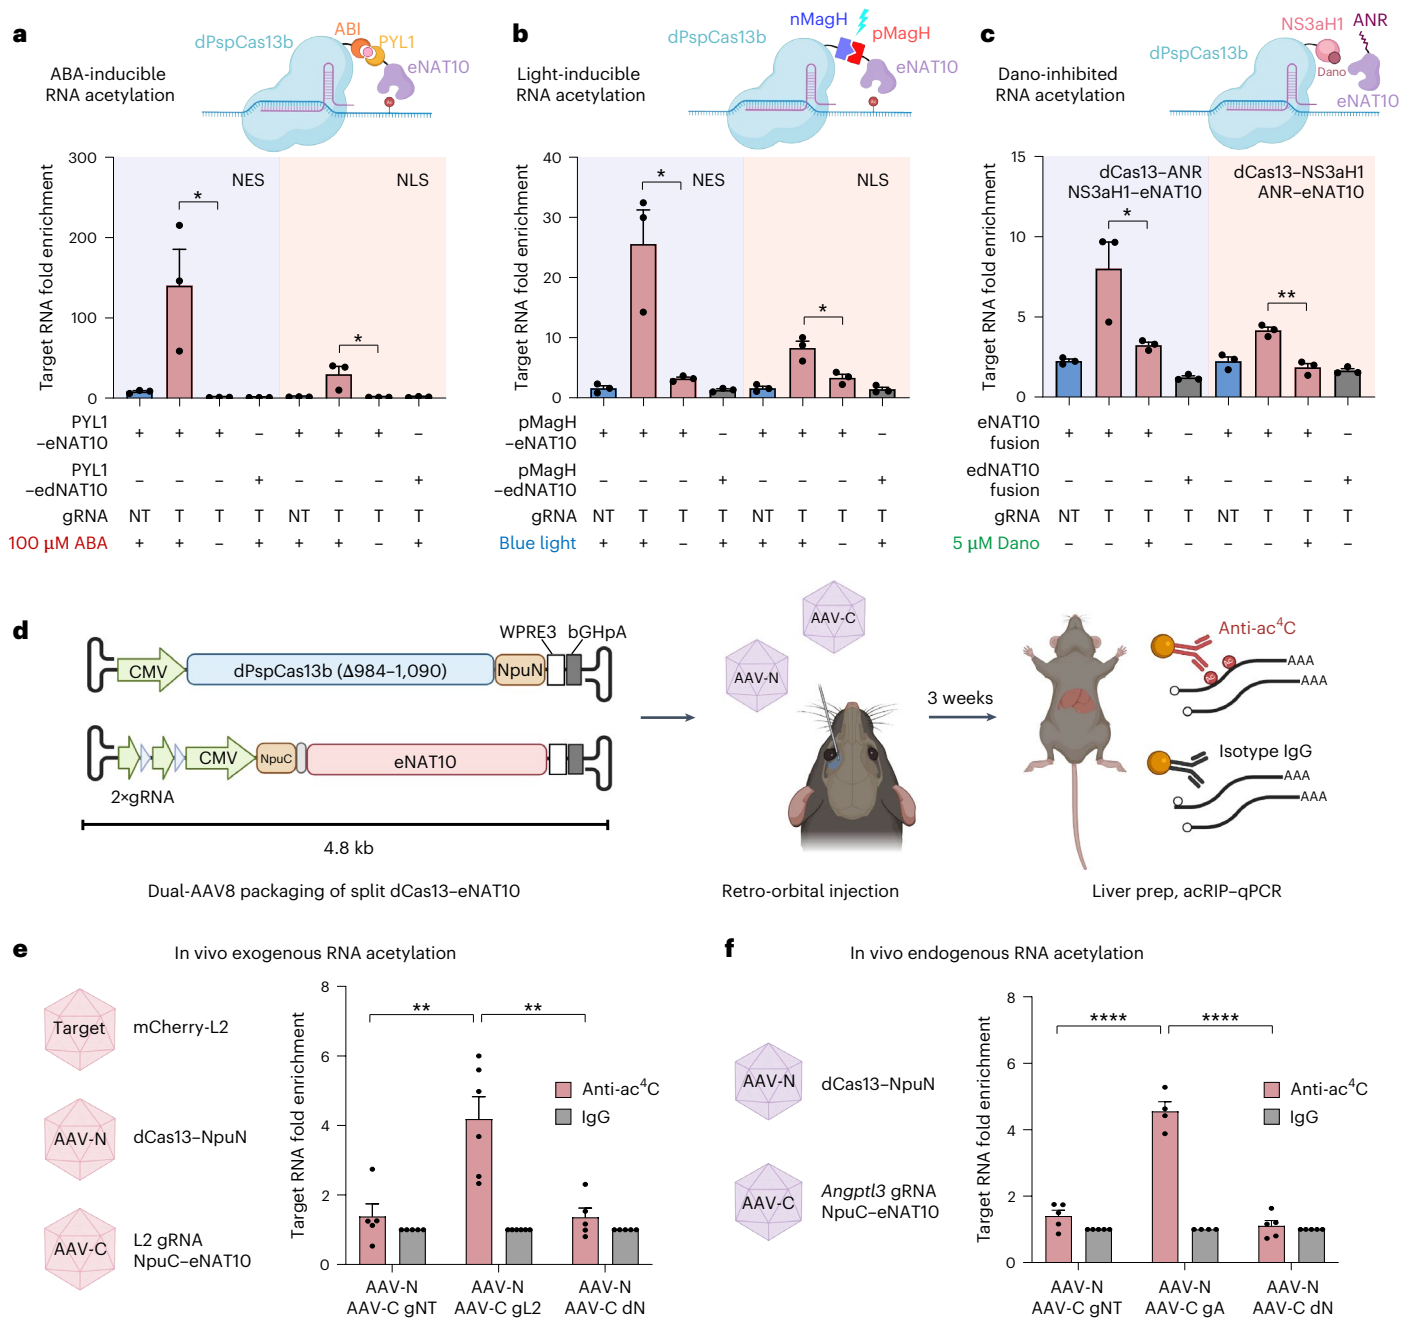 a
ABA-inducible
RNA acetylation
dPspCas13b
ABI
PYL1
eNAT10
Ac
Target RNA fold enrichment
300
200
100
0
NES
NLS
*
*
PYL1
–eNAT10
+ + + – + + + –
PYL1
–edNAT10
– – – + – – – +
gRNA
NT T T T NT T T T
100 µM ABA
+ + – + + + – +
b
Light-inducible
RNA acetylation
dPspCas13b
nMagH
pMagH
eNAT10
Ac
Target RNA fold enrichment
40
30
20
10
0
NES
NLS
*
*
pMagH
–eNAT10
+ + + – + + + –
pMagH
–edNAT10
– – – + – – – +
gRNA
NT T T T NT T T T
Blue light
+ + – + + + – +
c
Dano-inhibited
RNA acetylation
dPspCas13b
NS3aH1
ANR
Dano
eNAT10
Target RNA fold enrichment
15
10
5
0
dCas13–ANR
NS3aH1–eNAT10
dCas13–NS3aH1
ANR–eNAT10
*
**
eNAT10
fusion
+ + + – + + + –
edNAT10
fusion
– – – + – – – +
gRNA
NT T T T NT T T T
5 µM Dano
– – + – – – + –
d
CMV
dPspCas13b (Δ984–1,090)
NpuN
WPRE3
bGHpA
CMV
NpuC
eNAT10
2×gRNA
4.8 kb
Dual-AAV8 packaging of split dCas13–eNAT10
AAV-C
AAV-N
Retro-orbital injection
3 weeks
Anti-ac⁴C
Ac
Ac
AAA
AAA
Isotype IgG
AAA
AAA
Liver prep, acRIP–qPCR
e
In vivo exogenous RNA acetylation
Target
mCherry-L2
AAV-N
dCas13–NpuN
AAV-C
L2 gRNA
NpuC–eNAT10
Target RNA fold enrichment
8
6
4
2
0
**
**
Anti-ac⁴C
IgG
AAV-N
AAV-C gNT
AAV-N
AAV-C gL2
AAV-N
AAV-C dN
f
In vivo endogenous RNA acetylation
AAV-N
dCas13–NpuN
AAV-C
Angptl3 gRNA
NpuC–eNAT10
Target RNA fold enrichment
8
6
4
2
0
****
****
Anti-ac⁴C
IgG
AAV-N
AAV-C gNT
AAV-N
AAV-C gA
AAV-N
AAV-C dN